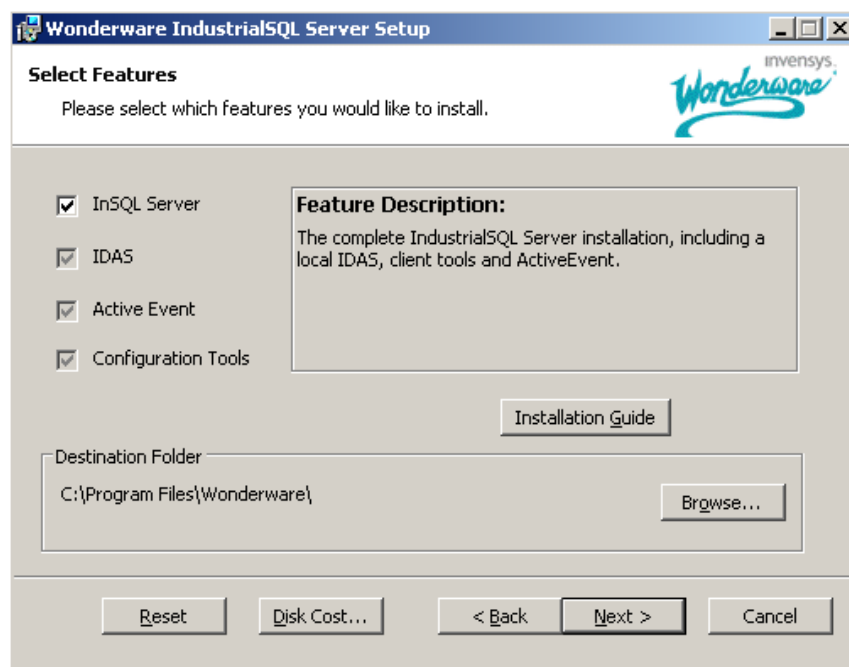 Wonderware IndustrialSQL Server Setup
Select Features
Please select which features you would like to install.
invensys.
Wonderware
InSQL Server
IDAS
Active Event
Configuration Tools
Feature Description:
The complete IndustrialSQL Server installation, including a
local IDAS, client tools and ActiveEvent.
Installation Guide
Destination Folder
C:\Program Files\Wonderware\
Browse...
Reset
Disk Cost...
< Back
Next >
Cancel